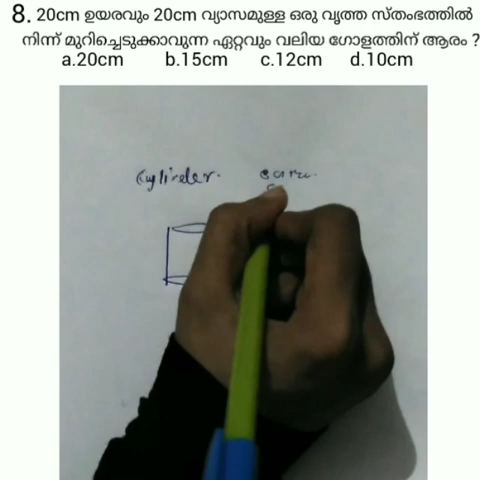 8. 20cm ഉയരവും 20cm വ്യാസമുള്ള ഒരു വൃത്ത സ്തംഭത്തിൽ
നിന്ന് മുറിച്ചെടുക്കാവുന്ന ഏറ്റവും വലിയ ഗോളത്തിന് ആരം ?
a.20cm b.15cm c.12cm d.10cm
Cylinder.